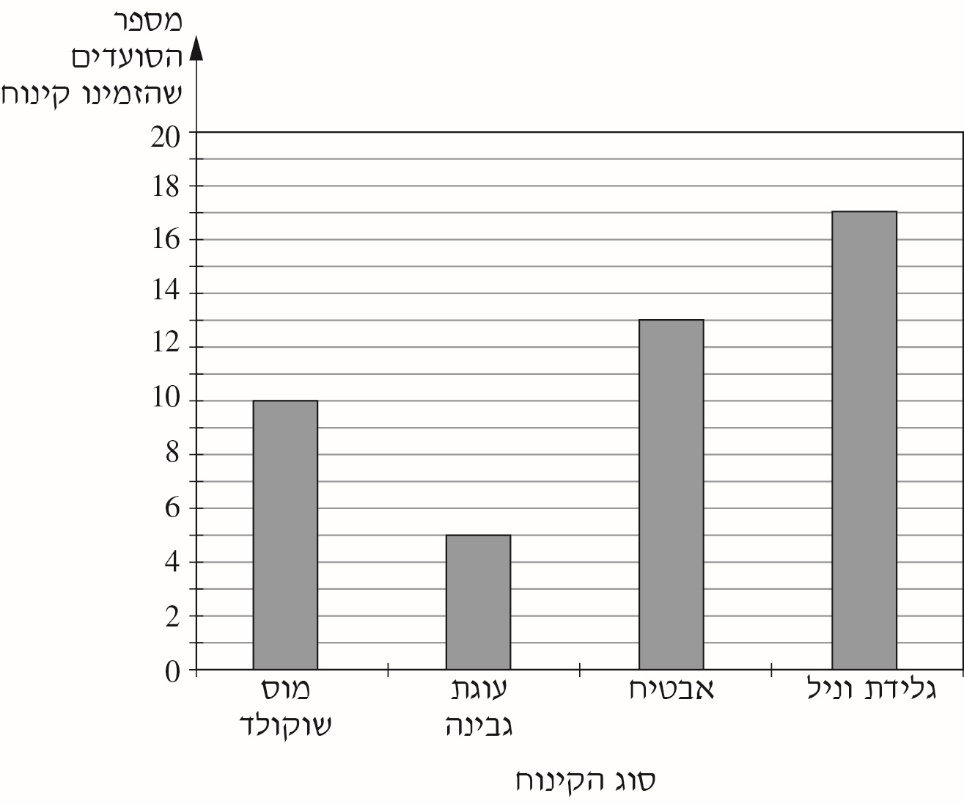 מספר
הסועדים
שהזמינו קינוח
20
18
16
14
12
10
8
6
4
2
0
מוס
שוקולד
עוגת
גבינה
אבטיח
גלידת וניל
סוג הקינוח